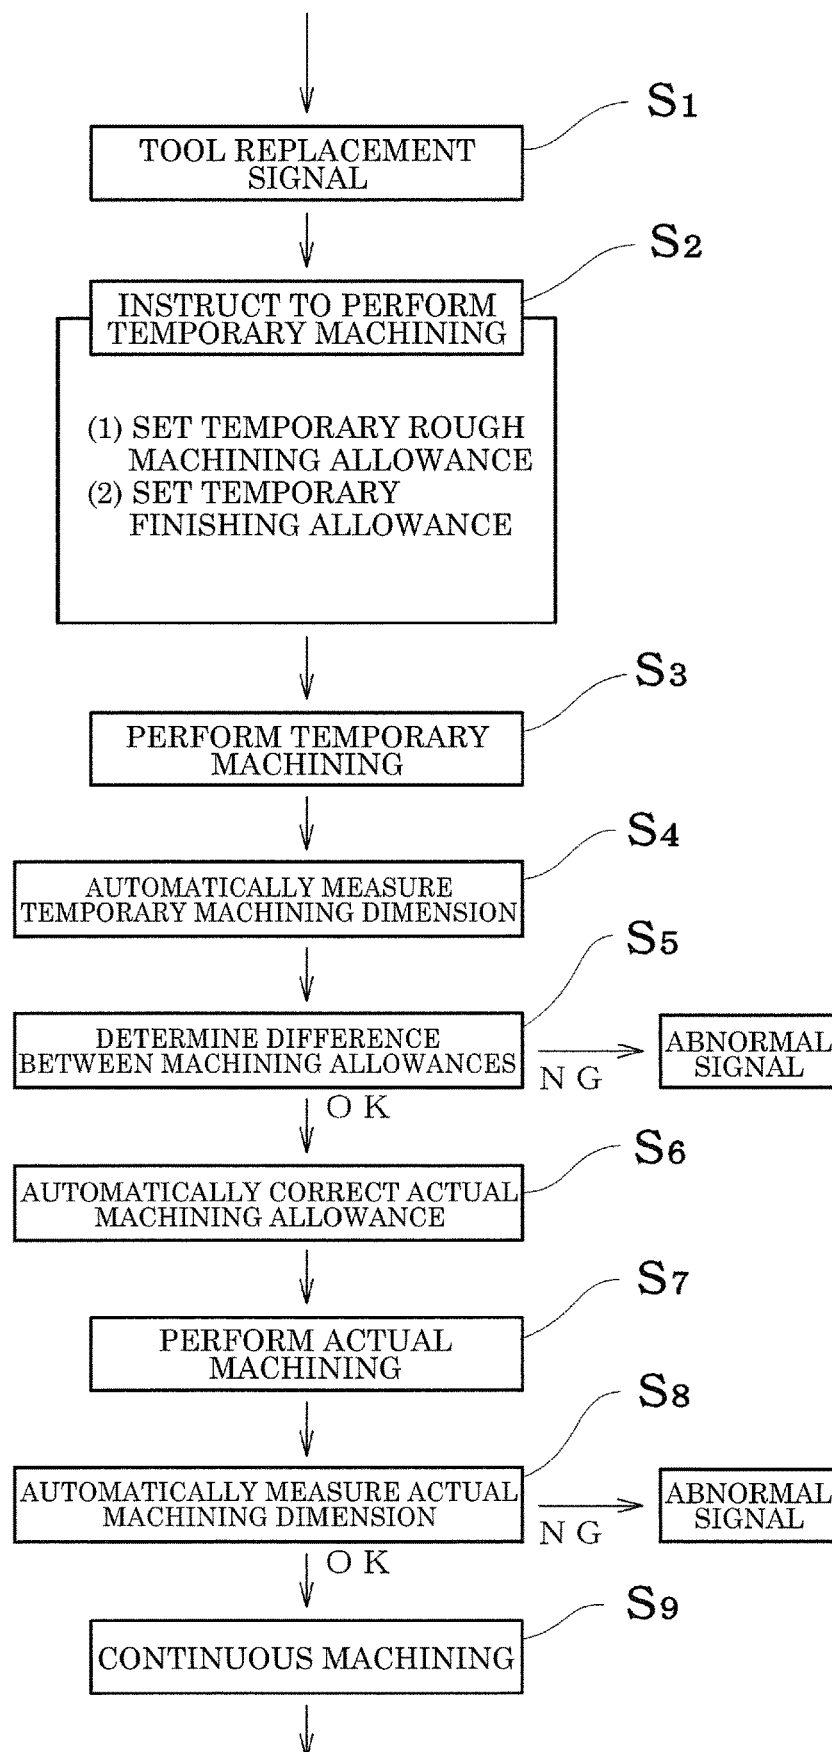 S1
TOOL REPLACEMENT
SIGNAL
S2
INSTRUCT TO PERFORM
TEMPORARY MACHINING
(1) SET TEMPORARY ROUGH
MACHINING ALLOWANCE
(2) SET TEMPORARY
FINISHING ALLOWANCE
S3
PERFORM TEMPORARY
MACHINING
S4
AUTOMATICALLY MEASURE
TEMPORARY MACHINING DIMENSION
S5
DETERMINE DIFFERENCE
BETWEEN MACHINING ALLOWANCES
NG
ABNORMAL
SIGNAL
OK
S6
AUTOMATICALLY CORRECT ACTUAL
MACHINING ALLOWANCE
S7
PERFORM ACTUAL
MACHINING
S8
AUTOMATICALLY MEASURE ACTUAL
MACHINING DIMENSION
NG
ABNORMAL
SIGNAL
OK
S9
CONTINUOUS MACHINING